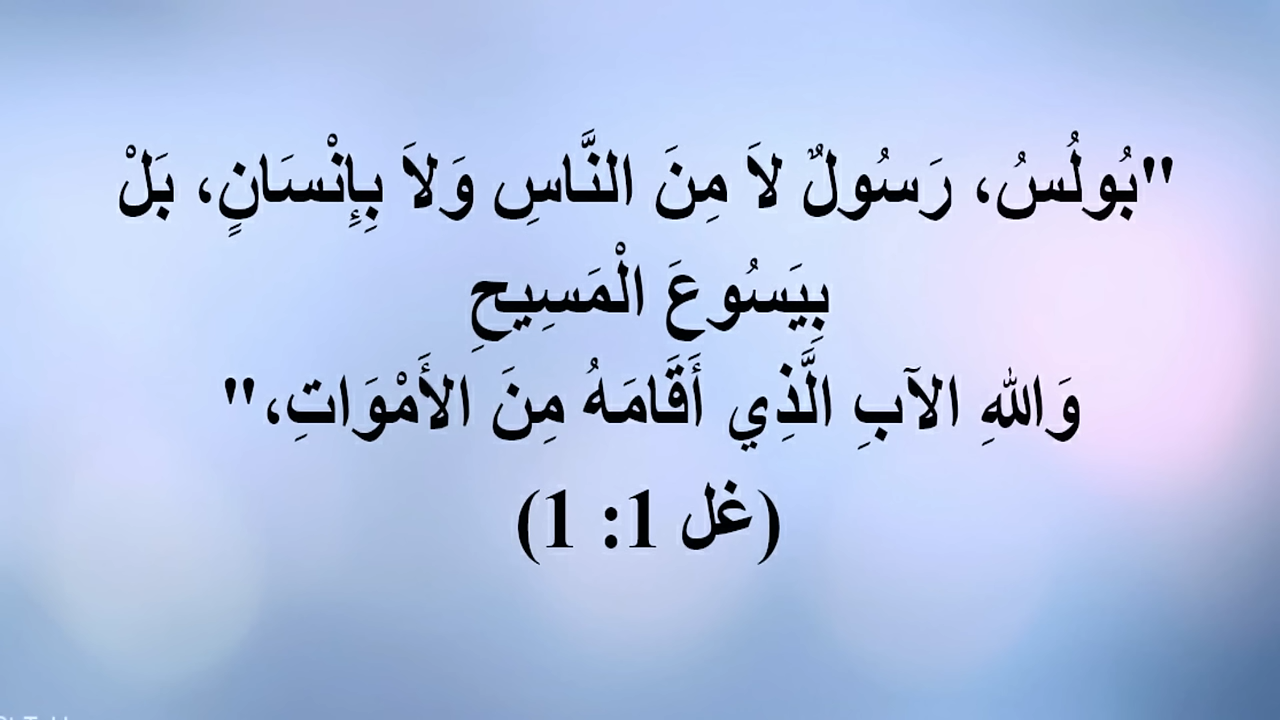 "بُولُسُ، رَسُولٌ لاَ مِنَ النَّاسِ وَلاَ بِإِنْسَانٍ، بَلْ
بِيَسُوعَ الْمَسِيحِ
وَاللهِ الآبِ الَّذِي أَقَامَهُ مِنَ الأَمْوَاتِ،"
(غل 1: 1)